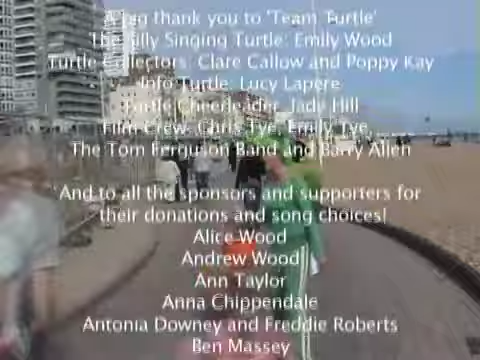 A big thank you to 'Team Turtle'
The Silly Singing Turtle: Emily Wood
Turtle Collectors: Clare Callow and Poppy Kay
Info Turtle: Lucy Lapere
Turtle Cheerleader: Jady Hill
Film Crew: Chris Tye, Emily Tye,
The Tom Ferguson Band and Barry Allen
And to all the sponsors and supporters for
their donations and song choices!
Alice Wood
Andrew Wood
Ann Taylor
Anna Chippendale
Antonia Downey and Freddie Roberts
Ben Massey